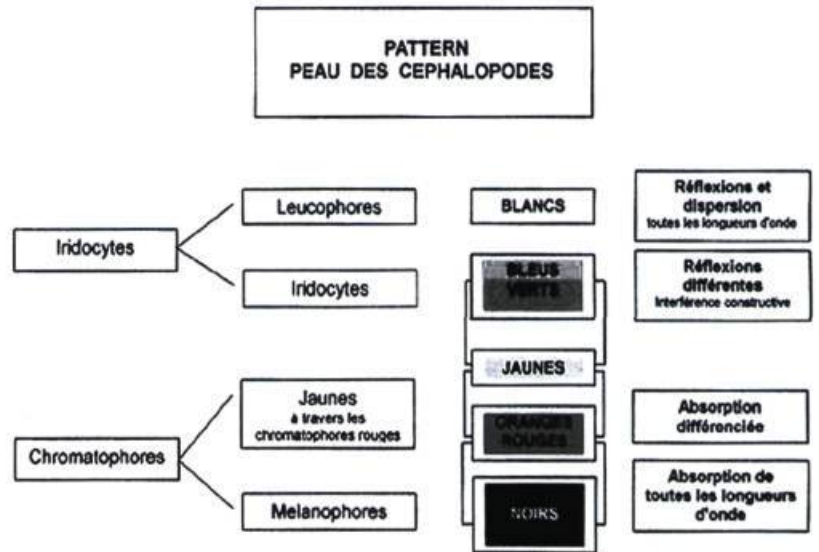 PATTERN
PEAU DES CEPHALOPODES
Iridocytes
Leucophores
BLANCS
Réflexions et
dispersion
toutes les longueurs d'onde
Iridocytes
BLEUS
VERTS
Réflexions
différentes
Interférence constructive
JAUNES
Chromatophores
Jaunes
à travers les
chromatophores rouges
ORANGES
ROUGES
Absorption
différenciée
Melanophores
NOIRS
Absorption de
toutes les longueurs
d'onde